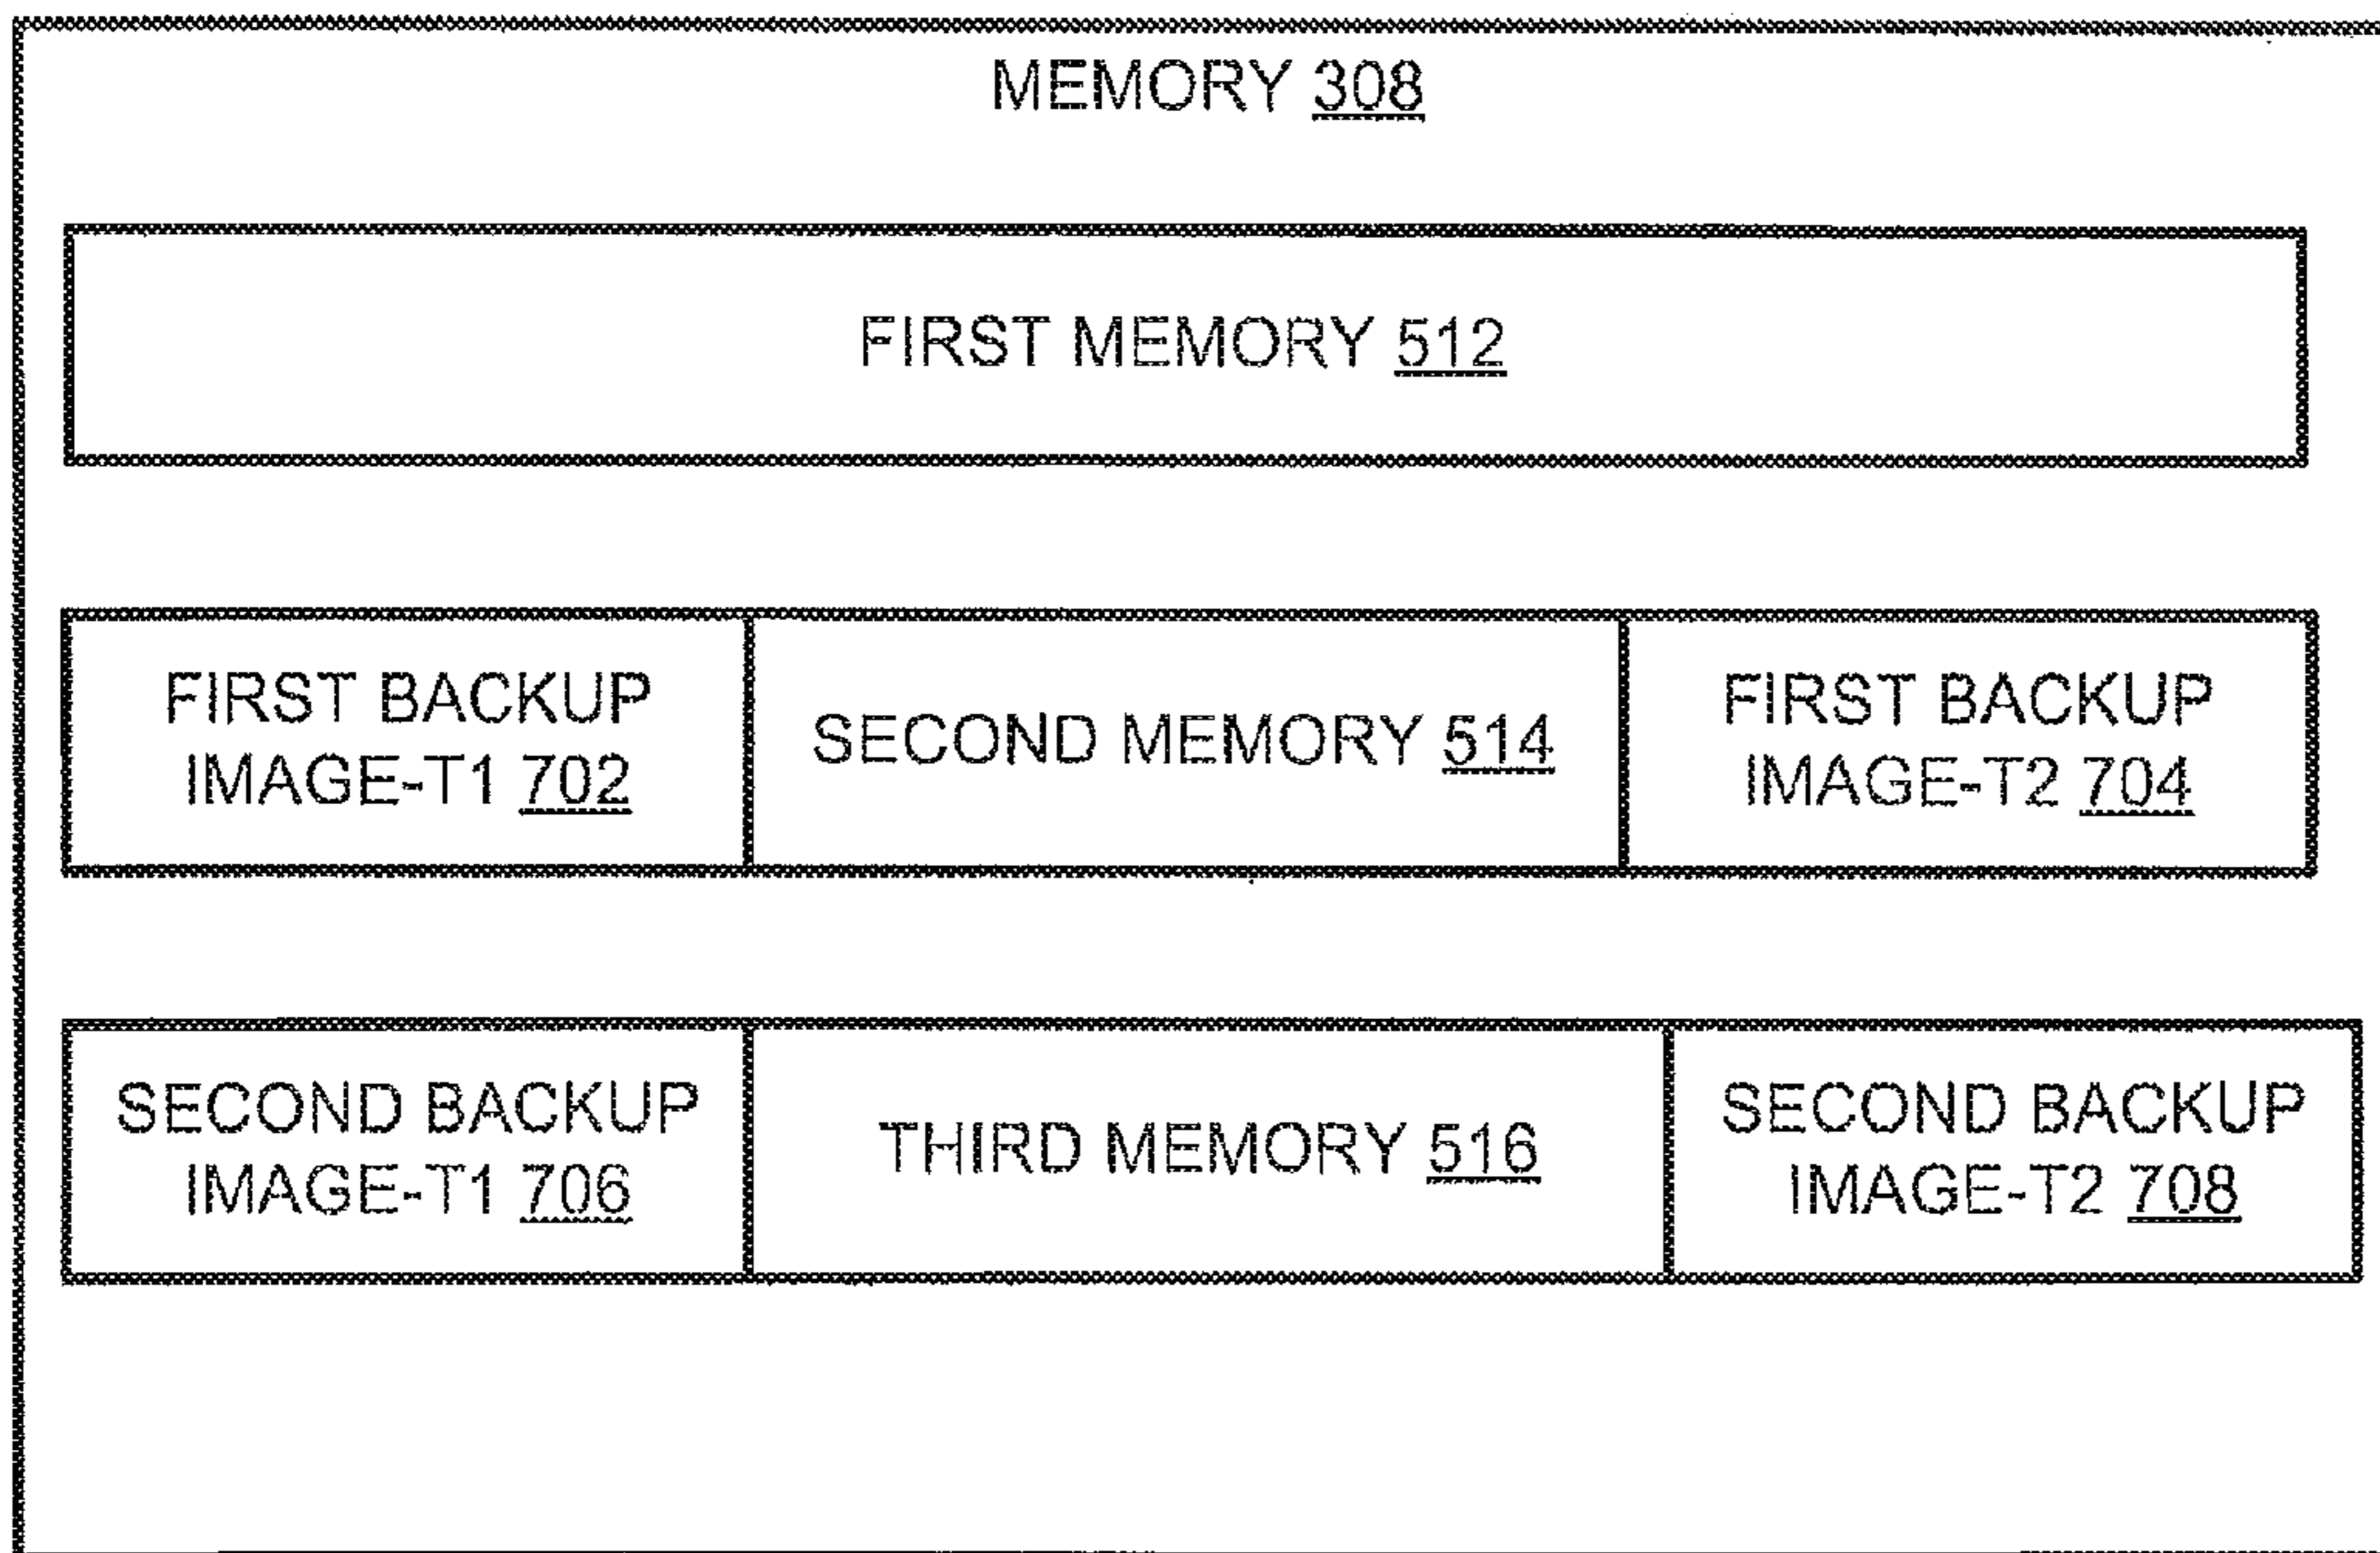 MEMORY 308
FIRST MEMORY 512
FIRST BACKUP
IMAGE-T1 702
SECOND MEMORY 514
FIRST BACKUP
IMAGE-T2 704
SECOND BACKUP
IMAGE-T1 706
THIRD MEMORY 516
SECOND BACKUP
IMAGE-T2 708